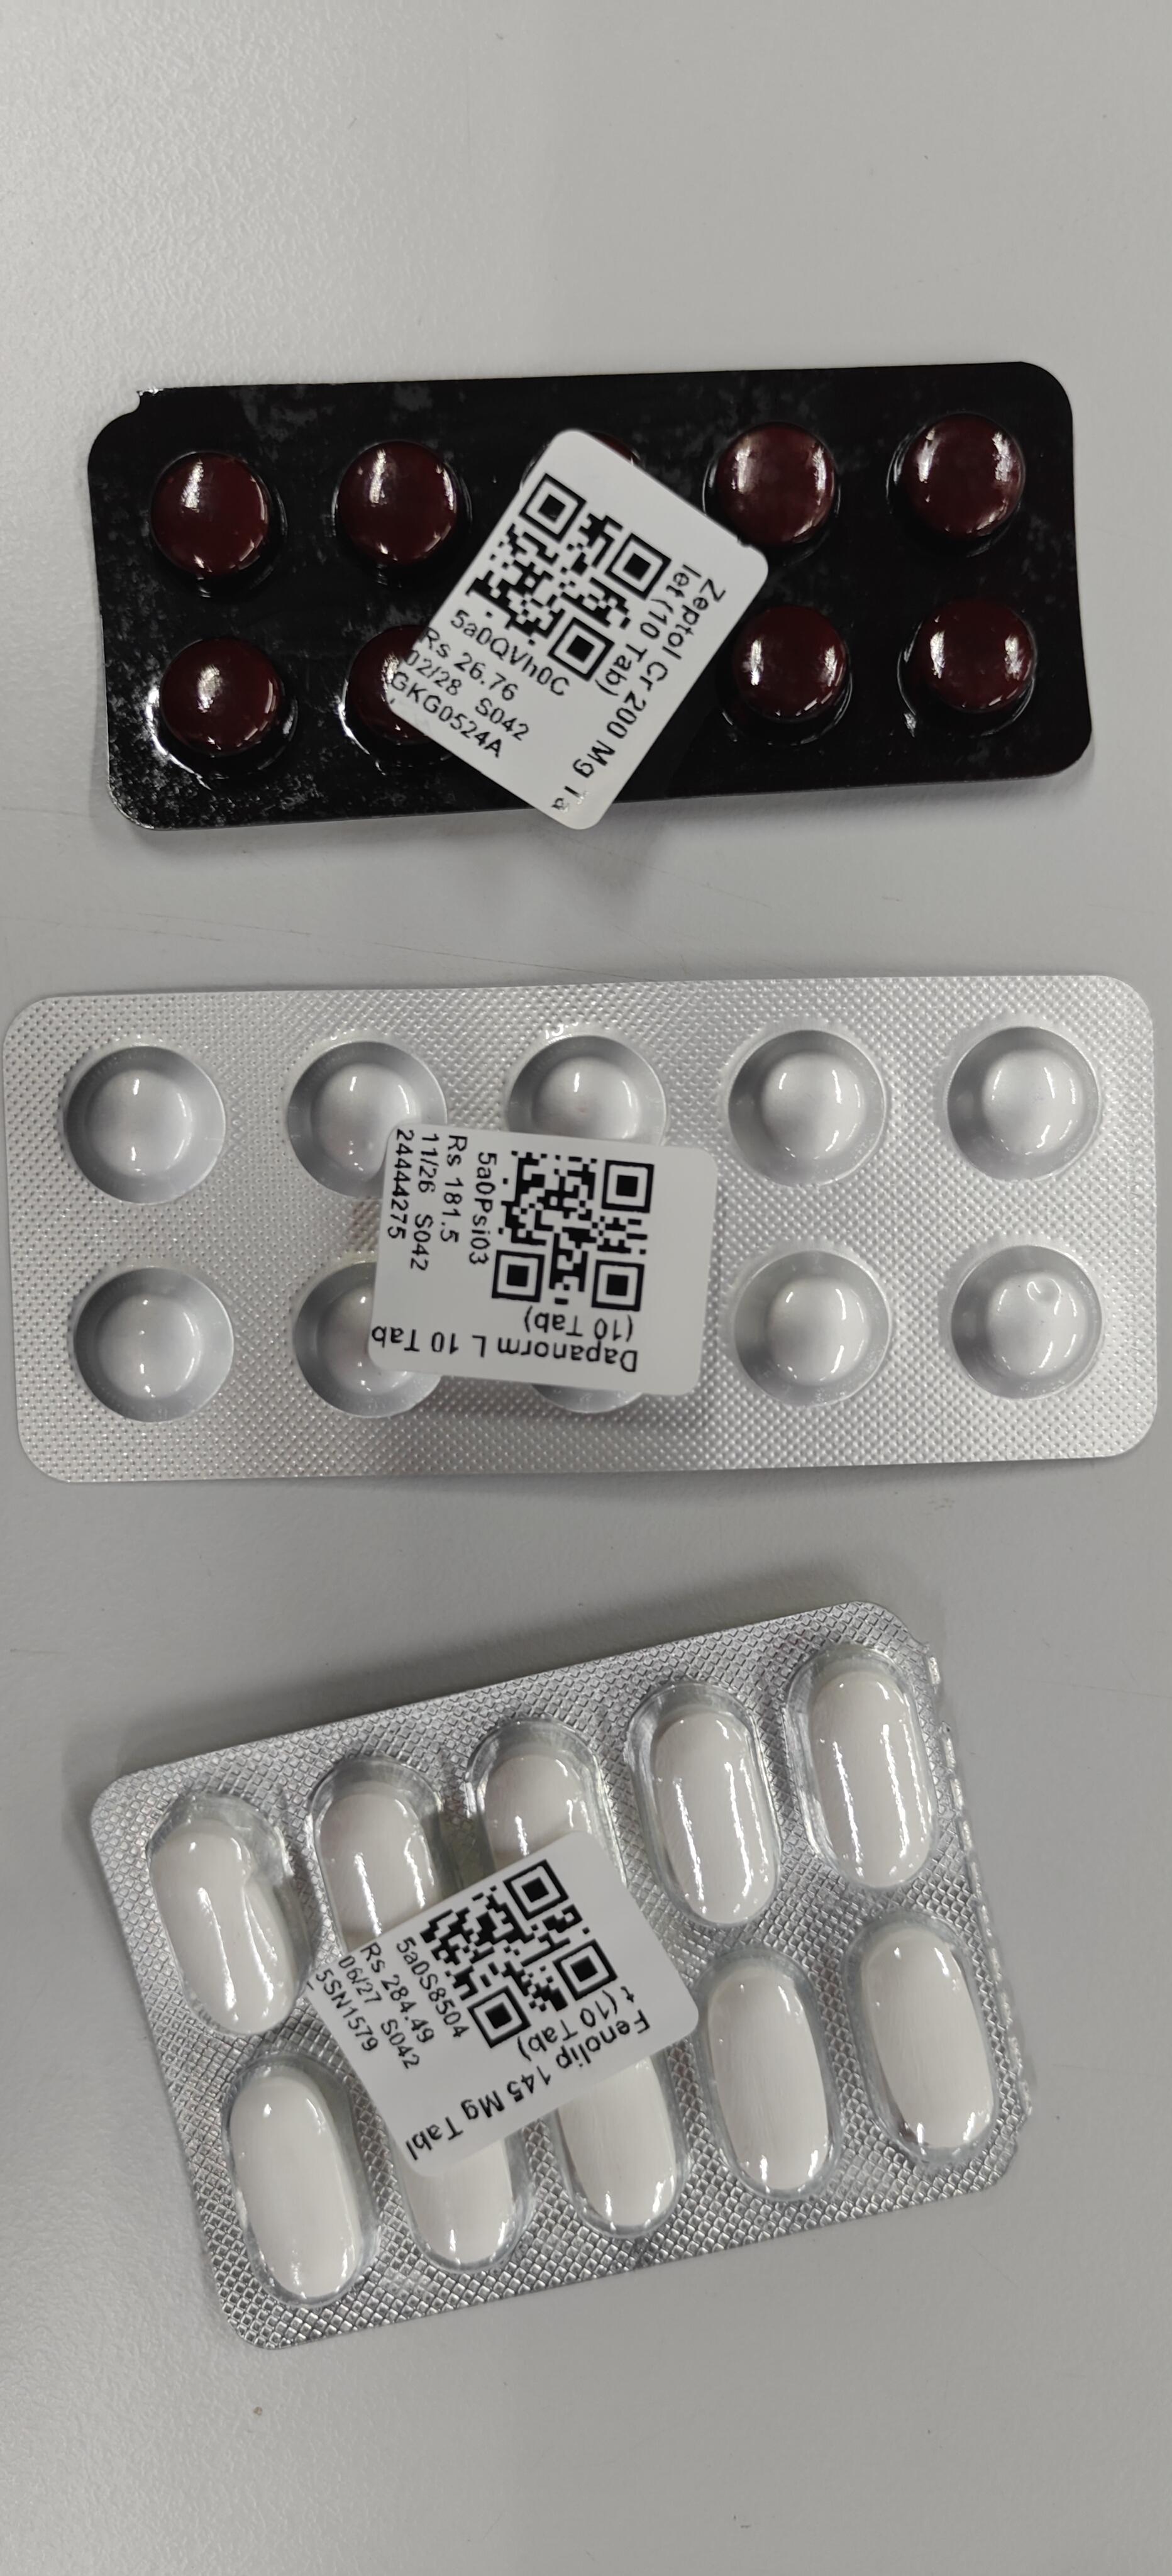 Zeptol Cr 200 Mg Ta
let (10 Tab)
5a0QVh0C
Rs 26.76
02/28 S042
GKG0524A
Dapanorm L 10 Tab
(10 Tab)
5a0Psi03
Rs 181.5
11/26 S042
24444275
Fenolip 145 Mg Tabl
t (10 Tab)
5a0S8504
Rs 284.49
06/27 S042
5SN1579